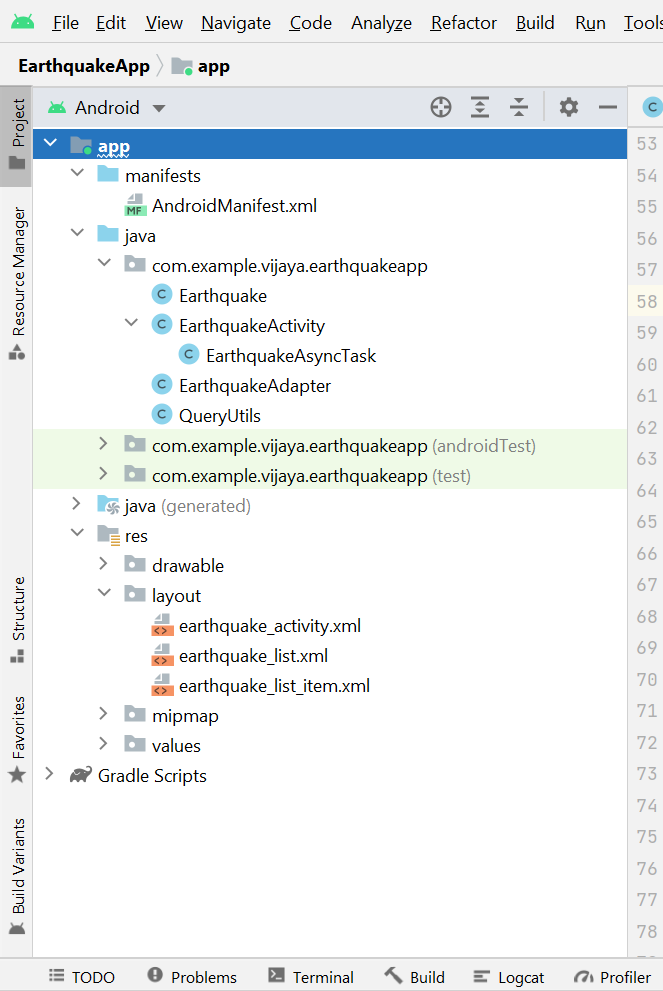 File Edit View Navigate Code Analyze Refactor Build Run Tools
EarthquakeApp app
Project
Android
C
app
manifests
MF AndroidManifest.xml
java
com.example.vijaya.earthquakeapp
C Earthquake
C EarthquakeActivity
C EarthquakeAsyncTask
C EarthquakeAdapter
C QueryUtils
com.example.vijaya.earthquakeapp (androidTest)
com.example.vijaya.earthquakeapp (test)
java (generated)
res
drawable
layout
<> earthquake_activity.xml
<> earthquake_list.xml
<> earthquake_list_item.xml
mipmap
values
Gradle Scripts
Resource Manager
Structure
Favorites
Build Variants
53
54
55
56
57
58
59
60
61
62
63
64
65
66
67
68
69
70
71
72
73
74
75
76
77
78
TODO Problems Terminal Build Logcat Profiler